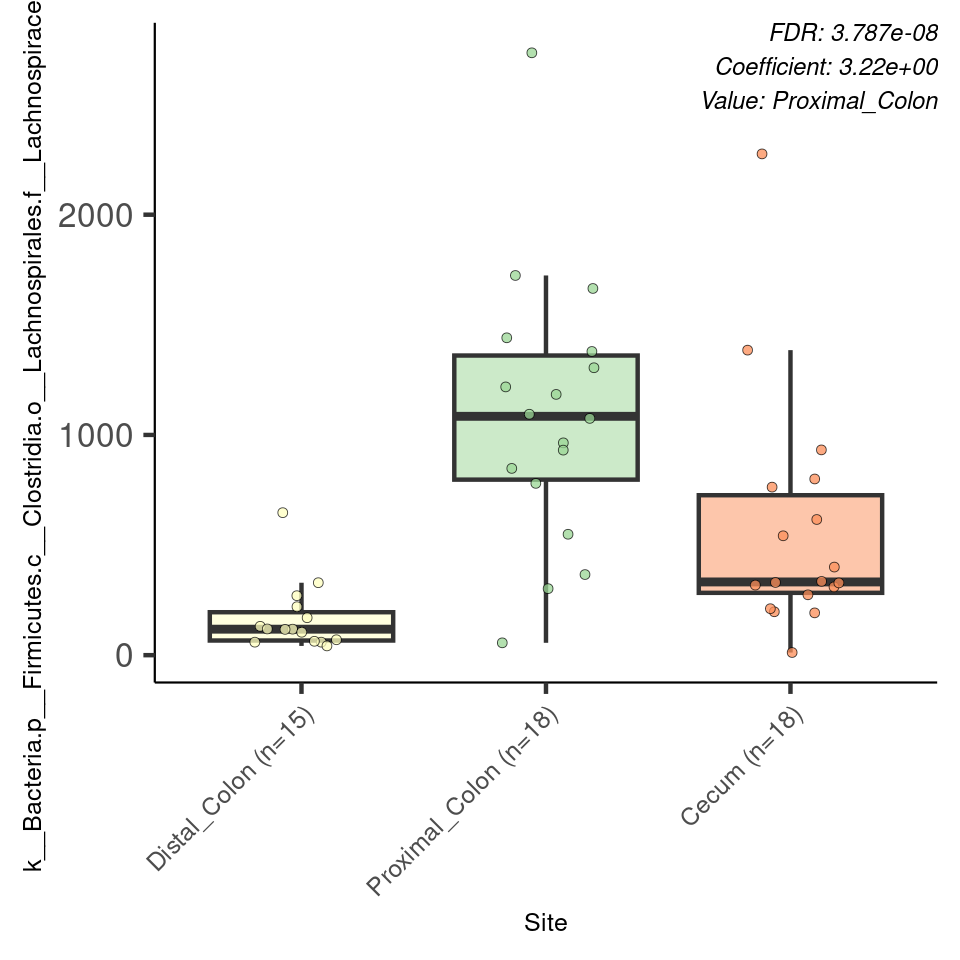 FDR: 3.787e-08
Coefficient: 3.22e+00
Value: Proximal_Colon
k__Bacteria.p__Firmicutes.c__Clostridia.o__Lachnospirales.f__Lachnospirace
2000
1000
0
Distal_Colon (n=15)
Proximal_Colon (n=18)
Cecum (n=18)
Site